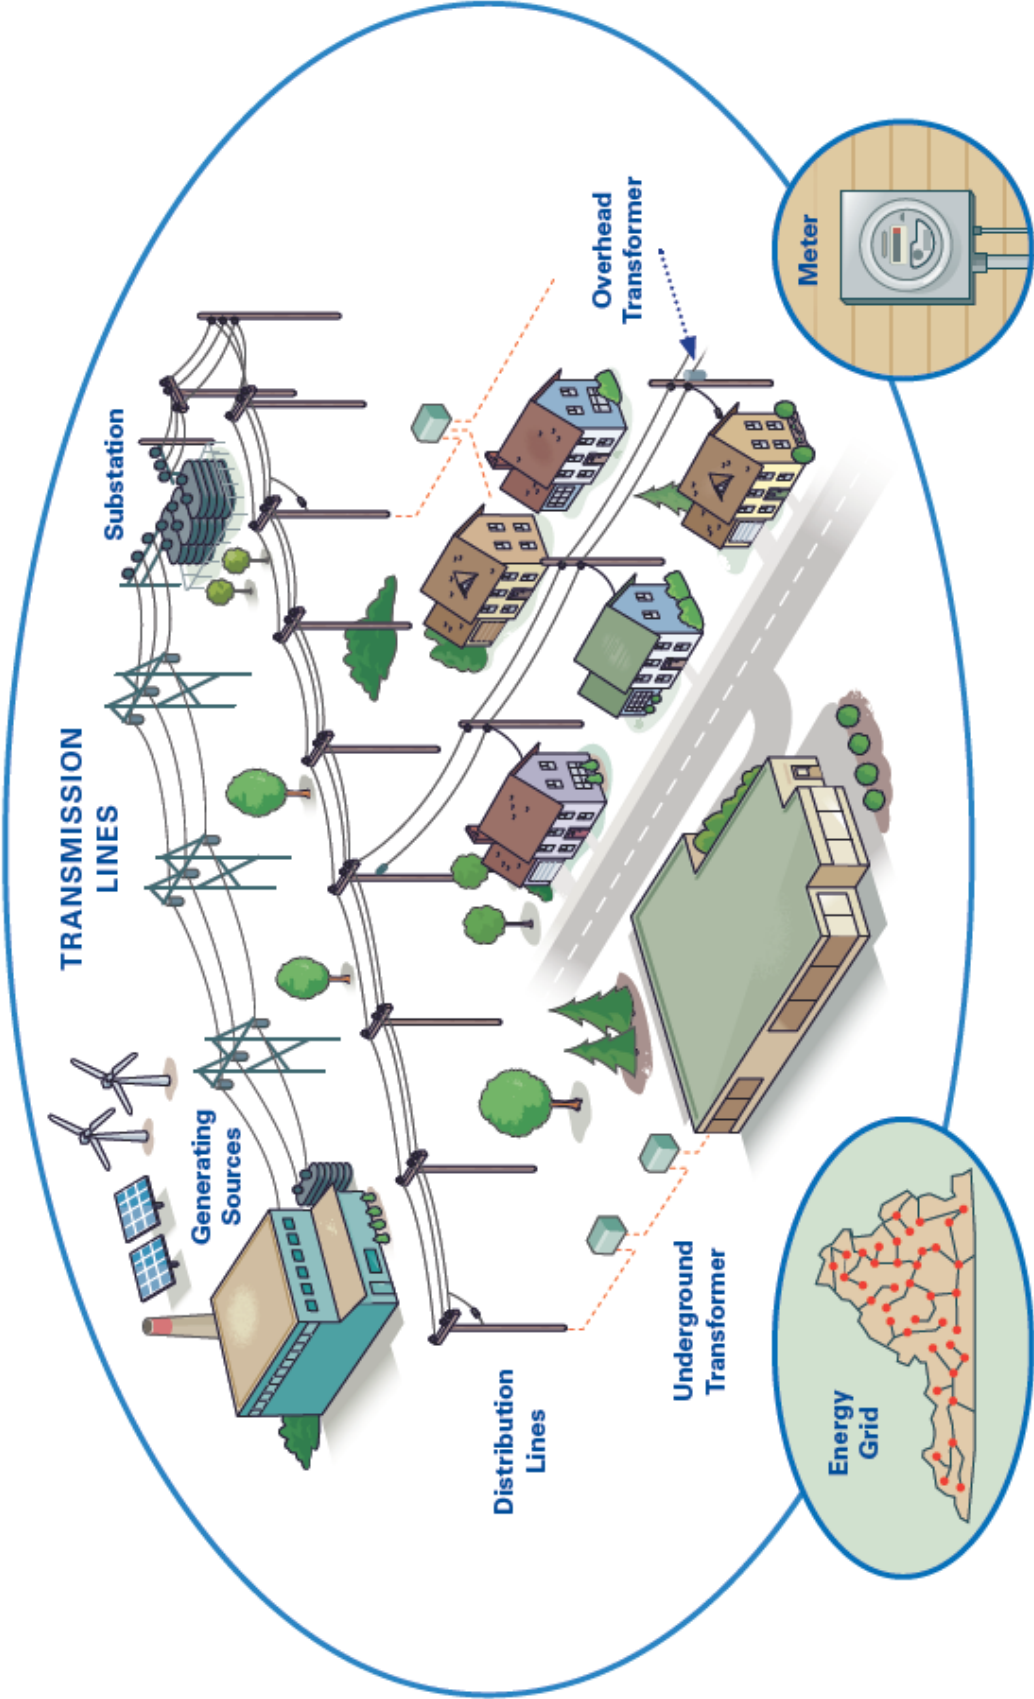 TRANSMISSION
LINES
Substation
Generating
Sources
Overhead
Transformer
Distribution
Lines
Underground
Transformer
Energy
Grid
Meter